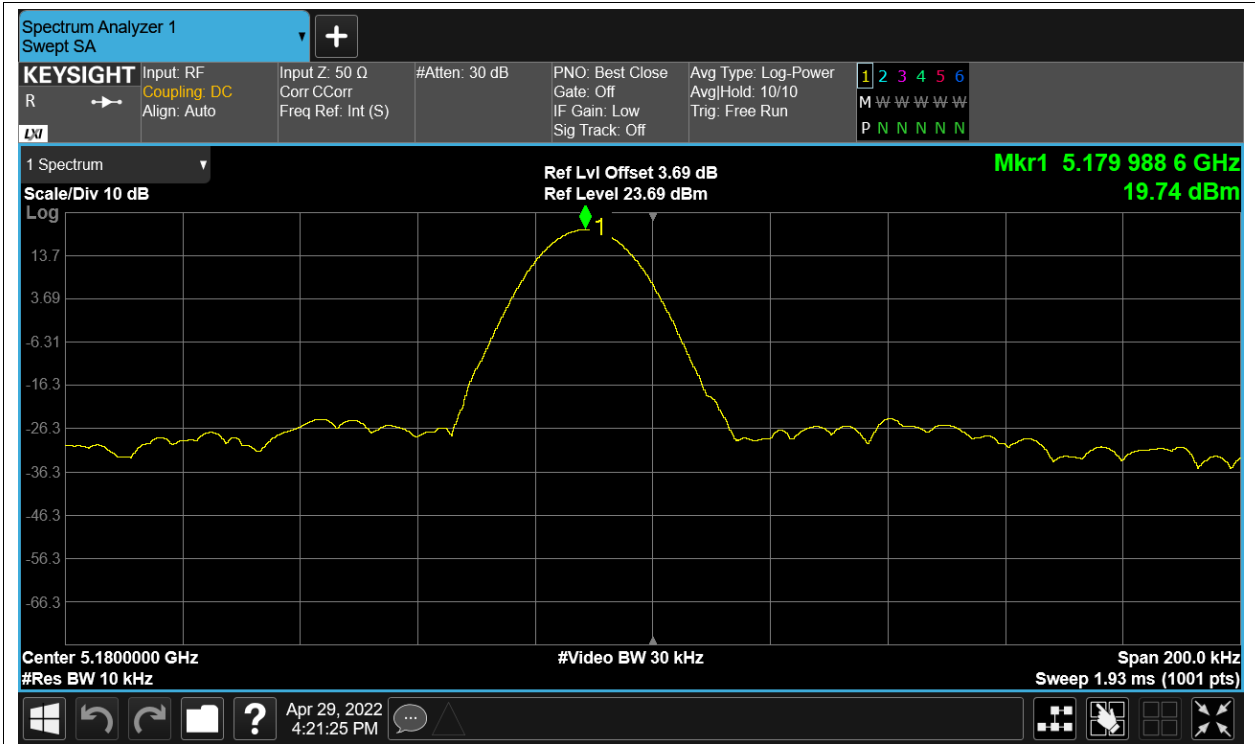 Spectrum Analyzer 1
Swept SA
+
KEYSIGHT
R
LXI
Input: RF
Coupling: DC
Align: Auto
Input Z: 50 Ω
Corr CCorr
Freq Ref: Int (S)
#Atten: 30 dB
PNO: Best Close
Gate: Off
IF Gain: Low
Sig Track: Off
Avg Type: Log-Power
Avg|Hold: 10/10
Trig: Free Run
1 2 3 4 5 6
M W W W W W
P N N N N N
1 Spectrum
Scale/Div 10 dB
Log
Ref Lvl Offset 3.69 dB
Ref Level 23.69 dBm
Mkr1 5.179 988 6 GHz
19.74 dBm
1
13.7
3.69
-6.31
-16.3
-26.3
-36.3
-46.3
-56.3
-66.3
Center 5.1800000 GHz
#Res BW 10 kHz
#Video BW 30 kHz
Span 200.0 kHz
Sweep 1.93 ms (1001 pts)
?
Apr 29, 2022
4:21:25 PM